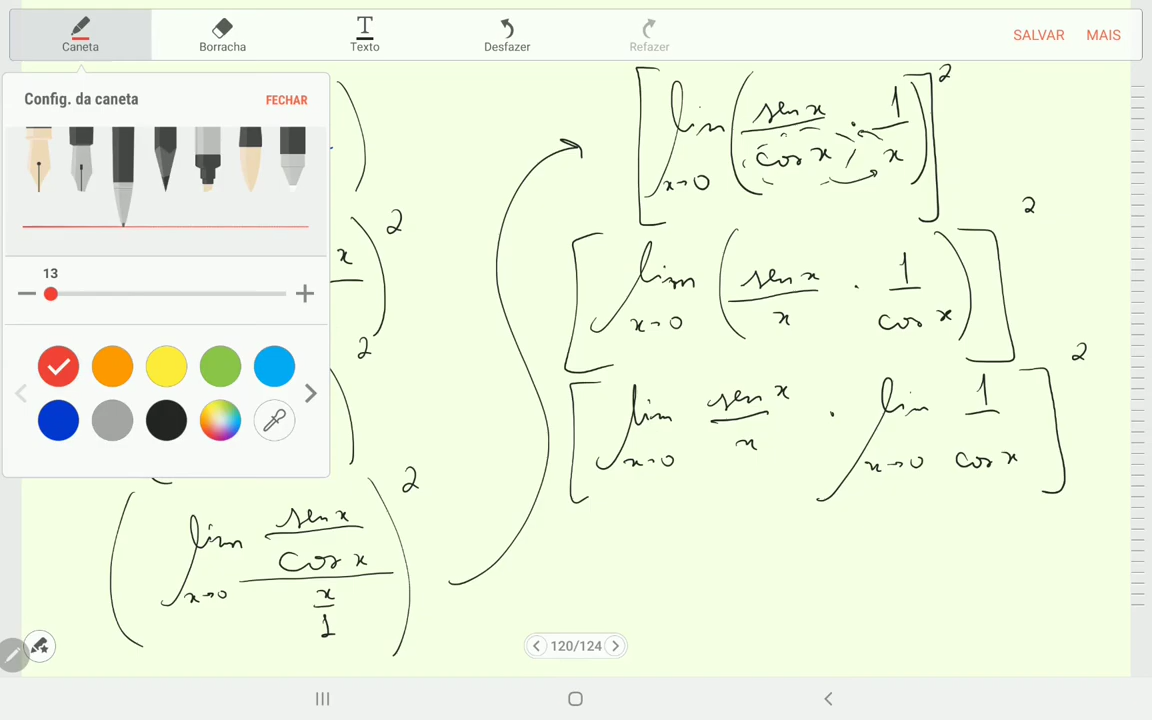 Caneta
Borracha
T
Texto
Desfazer
Refazer
SALVAR
MAIS
Config. da caneta
FECHAR
13
) 
x )²
)²
( lim x→0 (sen x / cos x) / (x / 1) )²
[ lim x→0 ( sen x / cos x · 1 / x ) ]²
[ lim x→0 ( sen x / x · 1 / cos x ) ]²
[ lim x→0 sen x / x · lim x→0 1 / cos x ]²
120/124